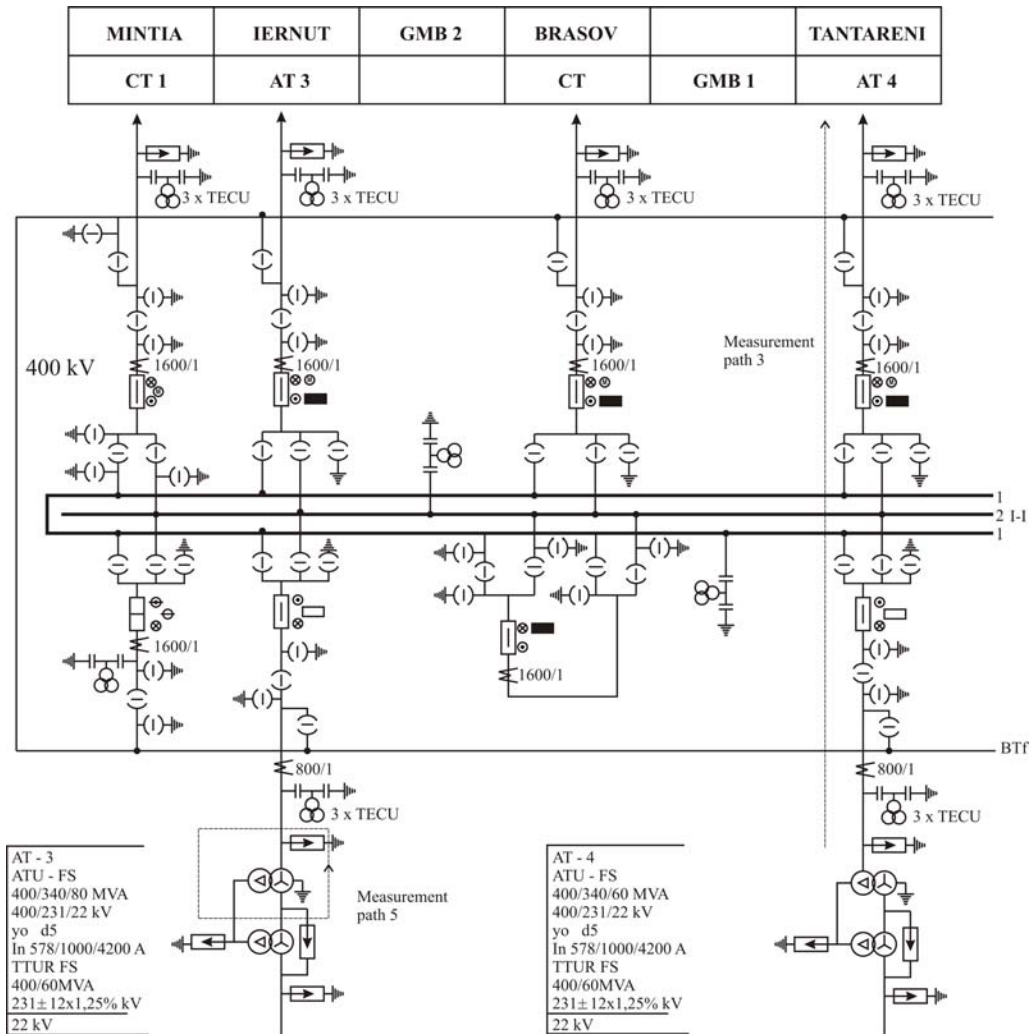 MINTIA IERNUT GMB 2 BRASOV TANTARENI
CT 1 AT 3 CT GMB 1 AT 4
3 x TECU 3 x TECU 3 x TECU 3 x TECU
Measurement
path 3
400 kV
1600/1 1600/1 1600/1 1600/1
M M M M
1
2 I-I
1
1600/1
1600/1
BTf
800/1 800/1
3 x TECU 3 x TECU
AT - 3
ATU - FS
400/340/80 MVA
400/231/22 kV
yo d5
In 578/1000/4200 A
TTUR FS
400/60MVA
231±12x1,25% kV
22 kV
Measurement
path 5
AT - 4
ATU - FS
400/340/60 MVA
400/231/22 kV
yo d5
In 578/1000/4200 A
TTUR FS
400/60MVA
231±12x1,25% kV
22 kV